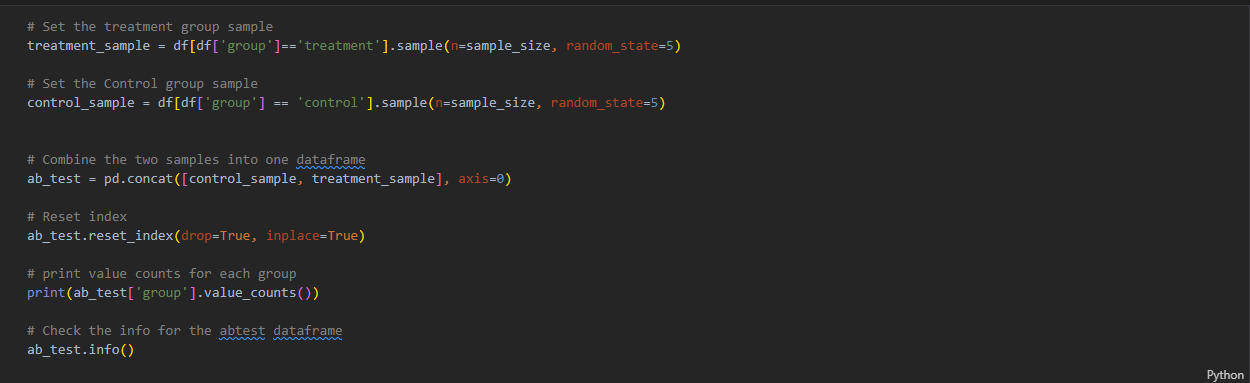 # Set the treatment group sample
treatment_sample = df[df['group']=='treatment'].sample(n=sample_size, random_state=5)
# Set the Control group sample
control_sample = df[df['group'] == 'control'].sample(n=sample_size, random_state=5)
# Combine the two samples into one dataframe
ab_test = pd.concat([control_sample, treatment_sample], axis=0)
# Reset index
ab_test.reset_index(drop=True, inplace=True)
# print value counts for each group
print(ab_test['group'].value_counts())
# Check the info for the abtest dataframe
ab_test.info()
Python